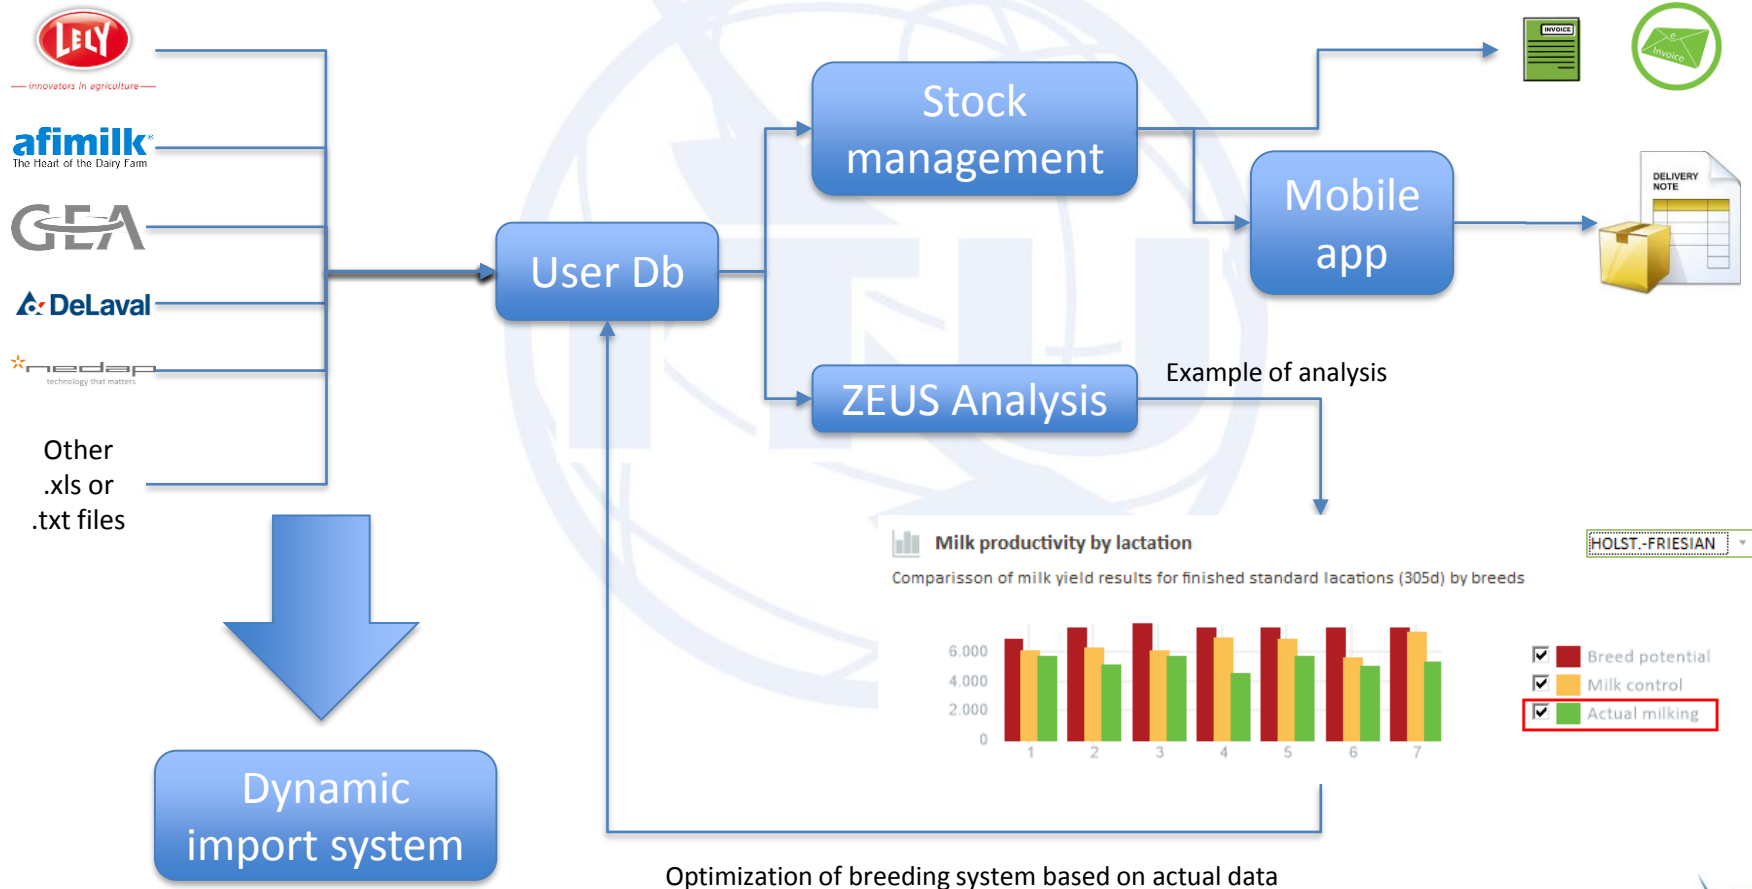 LELY
innovators in agriculture
afimilk
The Heart of the Dairy Farm
GEA
DeLaval
nedap
technology that matters
Other
.xls or
.txt files
Dynamic
import system
User Db
Stock
management
Mobile
app
ZEUS Analysis
Example of analysis
INVOICE
e
invoice
DELIVERY
NOTE
Milk productivity by lactation
HOLST.-FRIESIAN
Comparisson of milk yield results for finished standard lacations (305d) by breeds
6.000
4.000
2.000
0
1 2 3 4 5 6 7
Breed potential
Milk control
Actual milking
Optimization of breeding system based on actual data
ITU